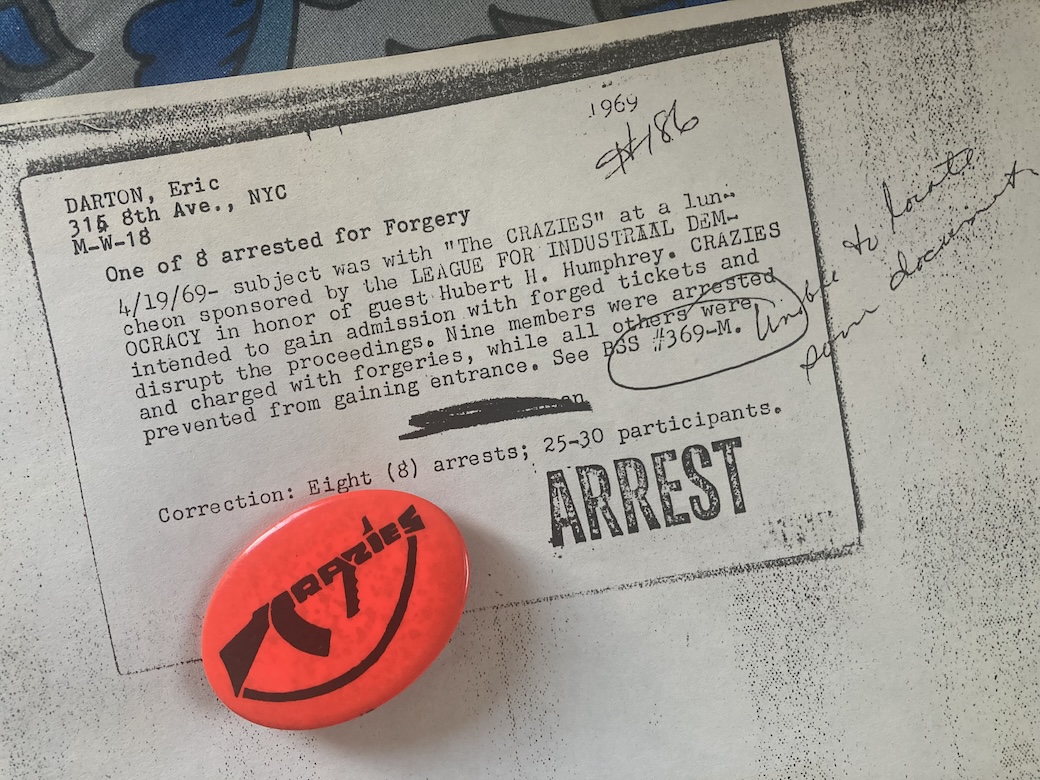 1969
#186
DARTON, Eric
315 8th Ave., NYC
M-W-18
One of 8 arrested for Forgery
4/19/69- subject was with "The CRAZIES" at a lun-
cheon sponsored by the LEAGUE FOR INDUSTRAAL DEM-
OCRACY in honor of guest Hubert H. Humphrey. CRAZIES
intended to gain admission with forged tickets and
disrupt the proceedings. Nine members were arrested
and charged with forgeries, while all others were
prevented from gaining entrance. See BSS #369-M.
Unable to locate
document
Correction: Eight (8) arrests; 25-30 participants.
ARREST
CRAZIES